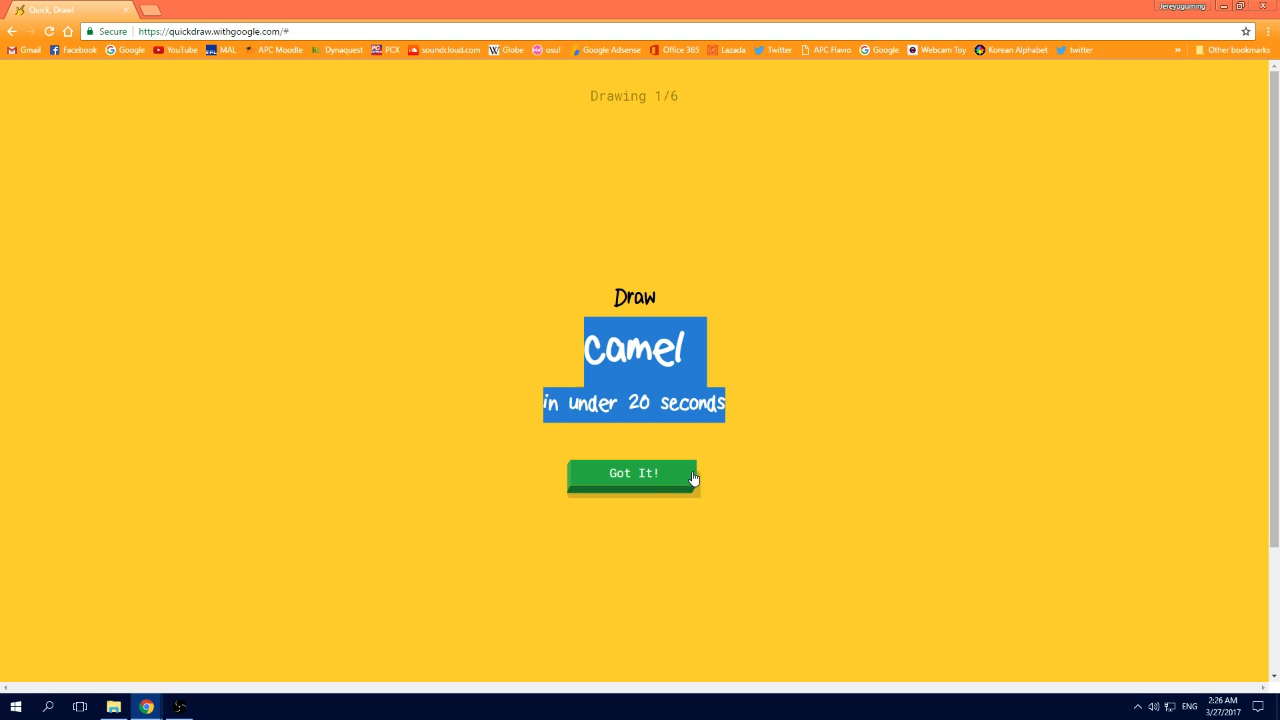 Quick, Draw!
Jereyuguming
Secure https://quickdraw.withgoogle.com/#
Gmail Facebook Google YouTube MAL APC Moodle Dynaquest PCX soundcloud.com Globe osu! Google Adsense Office 365 Lazada Twitter APC Flavio Google Webcam Toy Korean Alphabet twitter » Other bookmarks
Drawing 1/6
Draw
camel
in under 20 seconds
Got It!
ENG
2:26 AM
3/27/2017